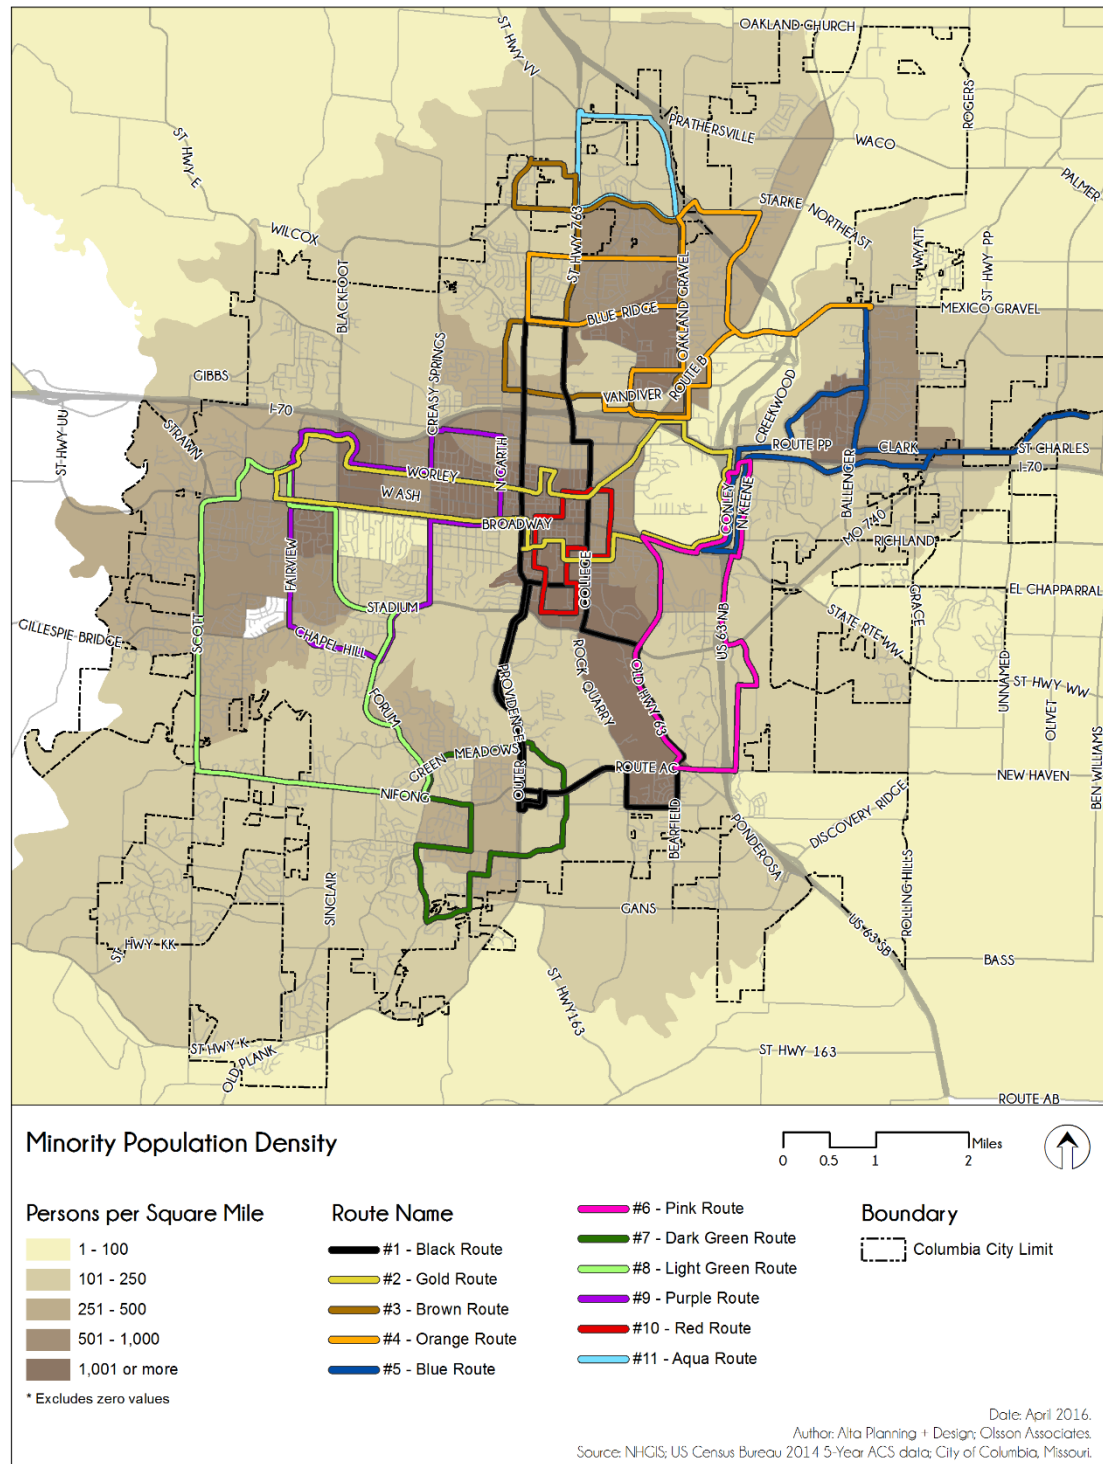 OAKLAND CHURCH
ST HWY VV
ROGERS
PRATHERSVILLE
WACO
ST HWY E
PALMER
STARKE NORTHEAST
WILCOX
ST HWY 763
WYATT
ST HWY PP
BLACKFOOT
OAKLAND GRAVEL
MEXICO GRAVEL
BLUE RIDGE
CREASY SPRINGS
GIBBS
ROUTE B
VANDIVER
CREEKWOOD
I-70
ST HWY UU
STRAWN
ROUTE PP
CLARK
ST CHARLES
I-70
N GARTH
WORLEY
WASH
BALLENGER
CONLEY
N KEENE
BROADWAY
MO 740
RICHLAND
FAIRVIEW
COLLEGE
GRACE
EL CHAPPARRAL
STADIUM
US 63 NB
STATE RTE WW
GILLESPIE BRIDGE
SCOTT
CHAPEL HILL
ROCK QUARRY
OLD HWY 63
UNNAMED
ST HWY WW
PROVIDENCE
FORUM
OLIVET
BEN WILLIAMS
GREEN MEADOWS
OUTER
ROUTE AC
NEW HAVEN
NIFONG
DISCOVERY RIDGE
BEARFIELD
PONDEROSA
SINCLAIR
ROLLING HILLS
GANS
US 63 SB
ST HWY KK
BASS
ST HWY 163
ST HWY K
OLD PLANK
ST HWY 163
ROUTE AB
Minority Population Density
Miles
0 0.5 1 2
Persons per Square Mile
1 - 100
101 - 250
251 - 500
501 - 1,000
1,001 or more
* Excludes zero values
Route Name
#1 - Black Route
#2 - Gold Route
#3 - Brown Route
#4 - Orange Route
#5 - Blue Route
#6 - Pink Route
#7 - Dark Green Route
#8 - Light Green Route
#9 - Purple Route
#10 - Red Route
#11 - Aqua Route
Boundary
Columbia City Limit
Date: April 2016.
Author: Alta Planning + Design; Olsson Associates.
Source: NHGIS; US Census Bureau 2014 5-Year ACS data; City of Columbia, Missouri.